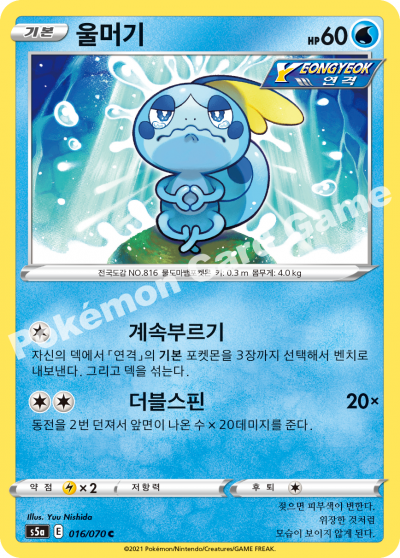 기본 울머기 HP 60
YEONGYEOK
연격
전국도감 NO.816 물도마뱀포켓몬 키: 0.3 m 몸무게: 4.0 kg
계속부르기
자신의 덱에서 「연격」의 기본 포켓몬을 3장까지 선택해서 벤치로
내보낸다. 그리고 덱을 섞는다.
더블스핀 20×
동전을 2번 던져서 앞면이 나온 수 × 20데미지를 준다.
약점 ×2 저항력 후퇴
Illus. Yuu Nishida
s5a E 016/070 C
젖으면 피부색이 변한다.
위장한 것처럼
모습이 보이지 않게 된다.
©2021 Pokémon/Nintendo/Creatures/GAME FREAK.
Pokémon Card Game